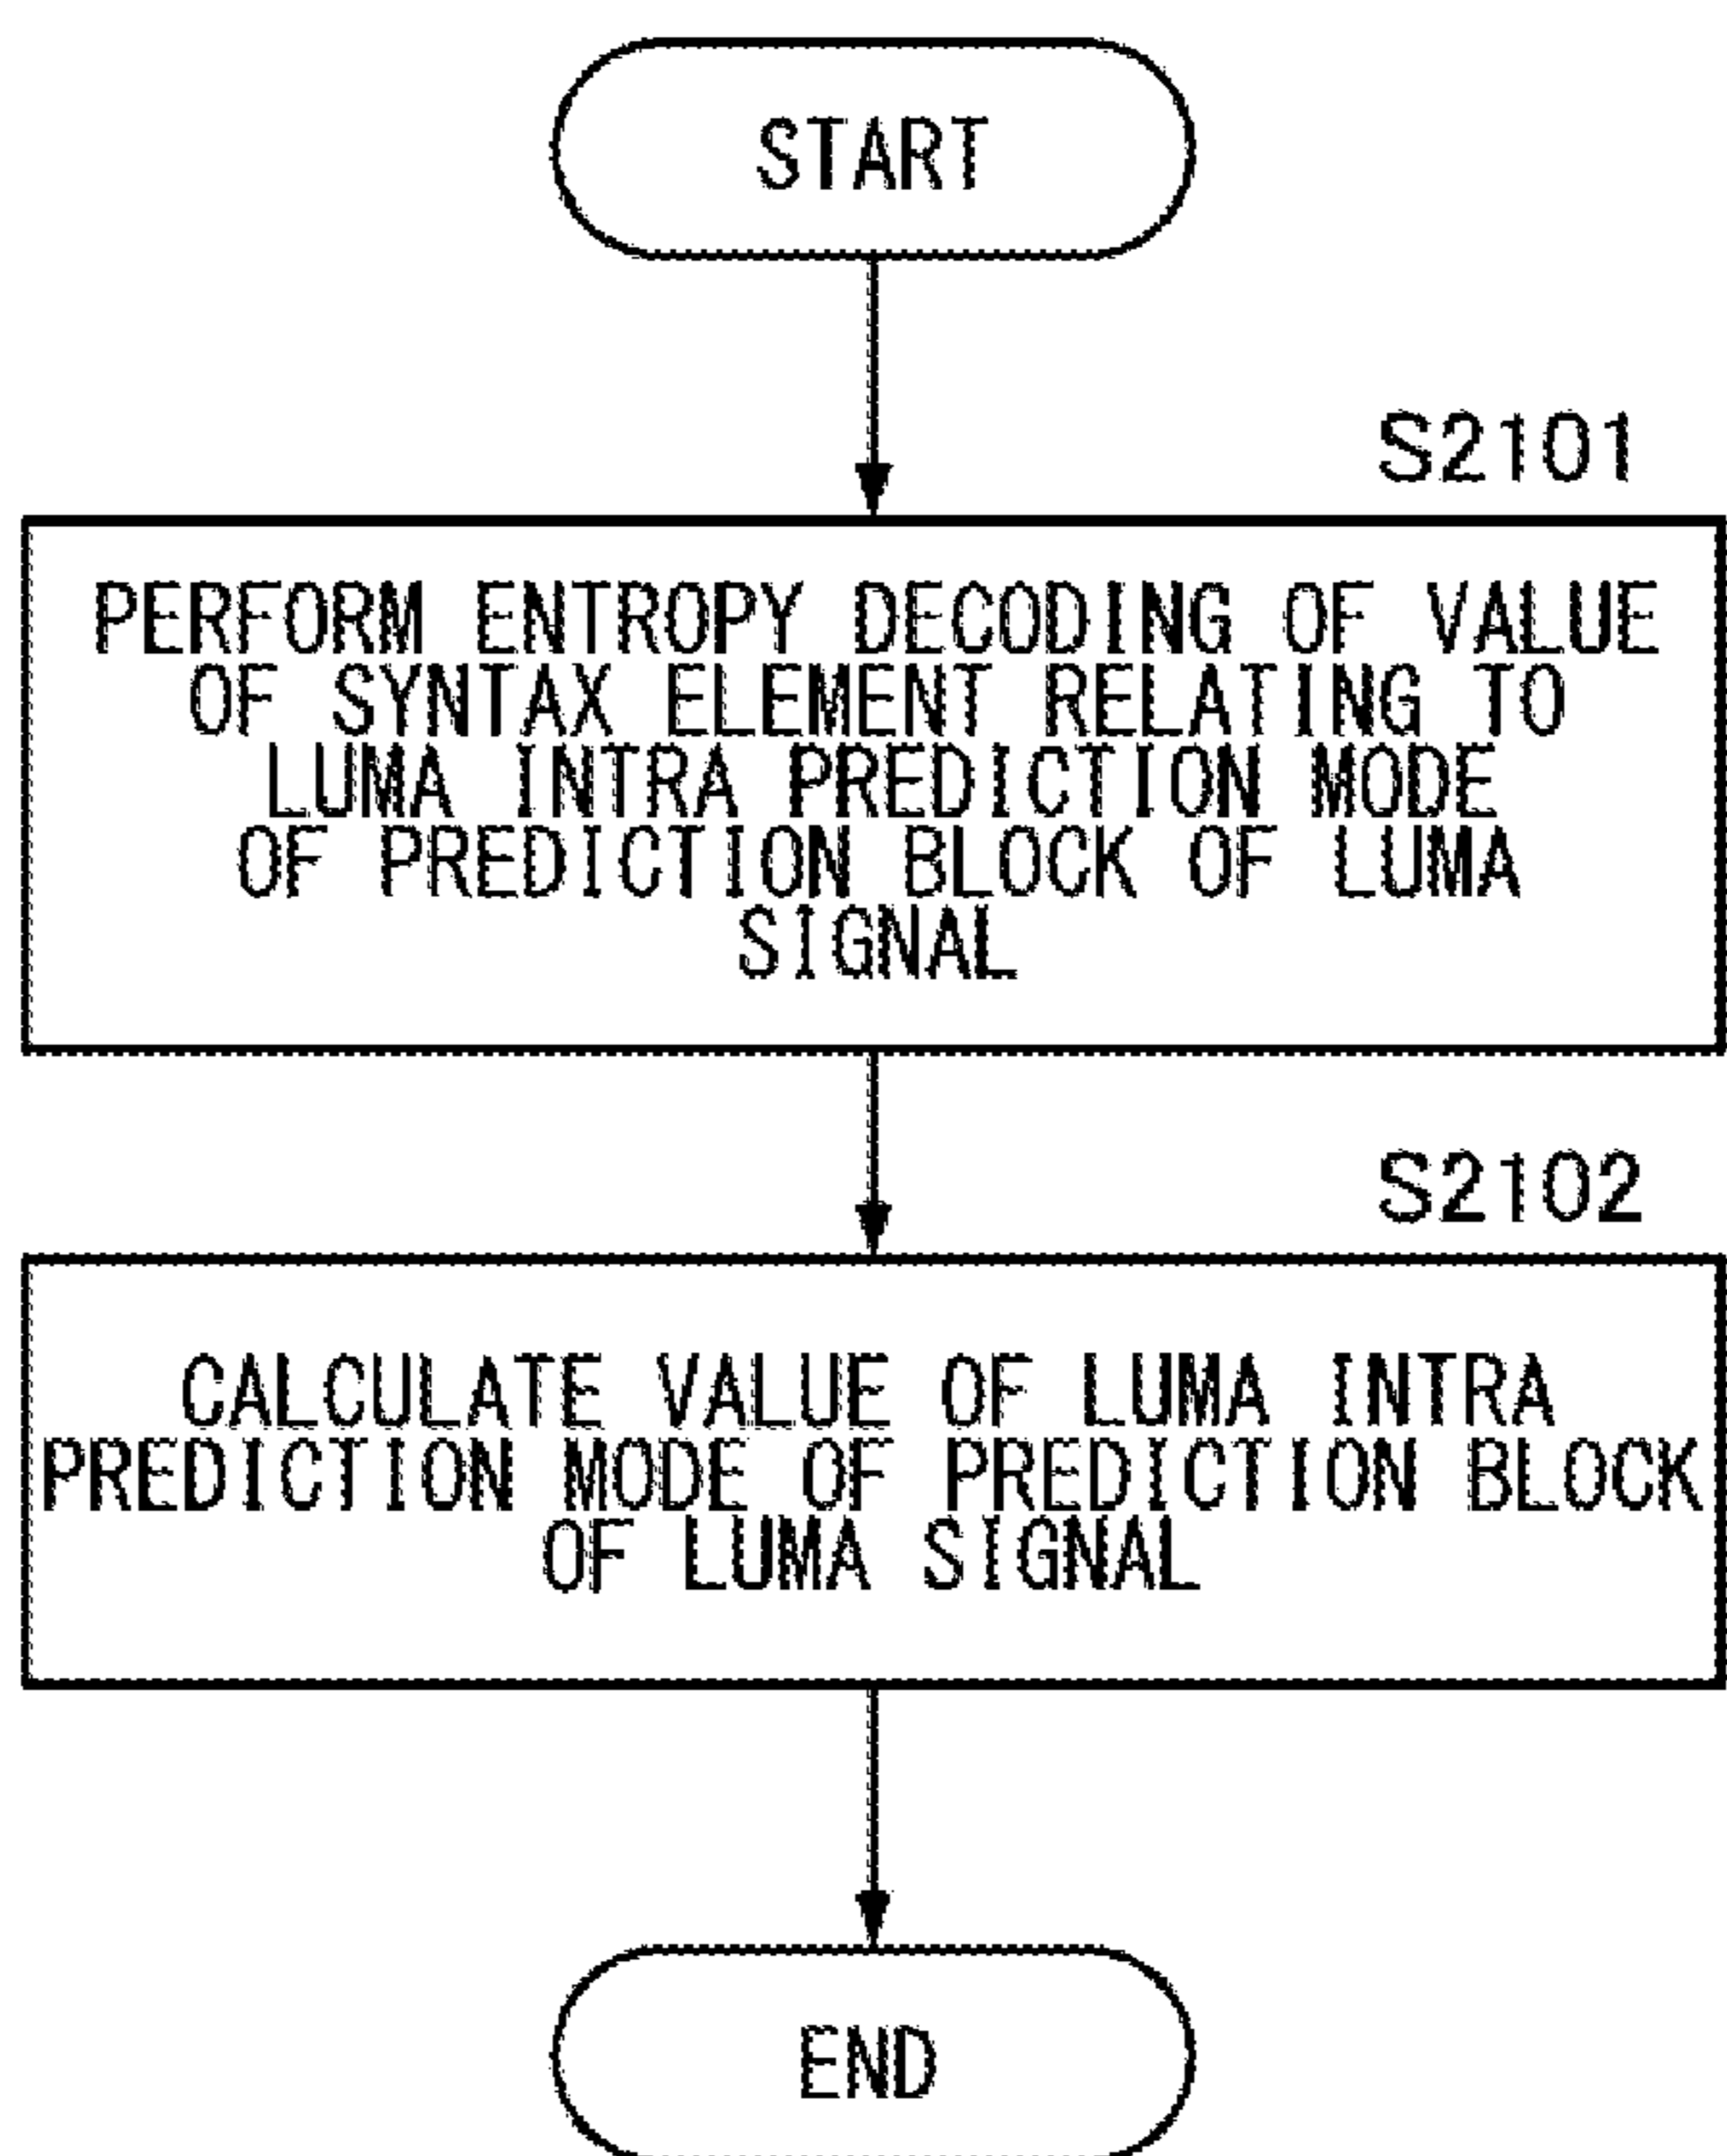 START
S2101
PERFORM ENTROPY DECODING OF VALUE
OF SYNTAX ELEMENT RELATING TO
LUMA INTRA PREDICTION MODE
OF PREDICTION BLOCK OF LUMA
SIGNAL
S2102
CALCULATE VALUE OF LUMA INTRA
PREDICTION MODE OF PREDICTION BLOCK
OF LUMA SIGNAL
END